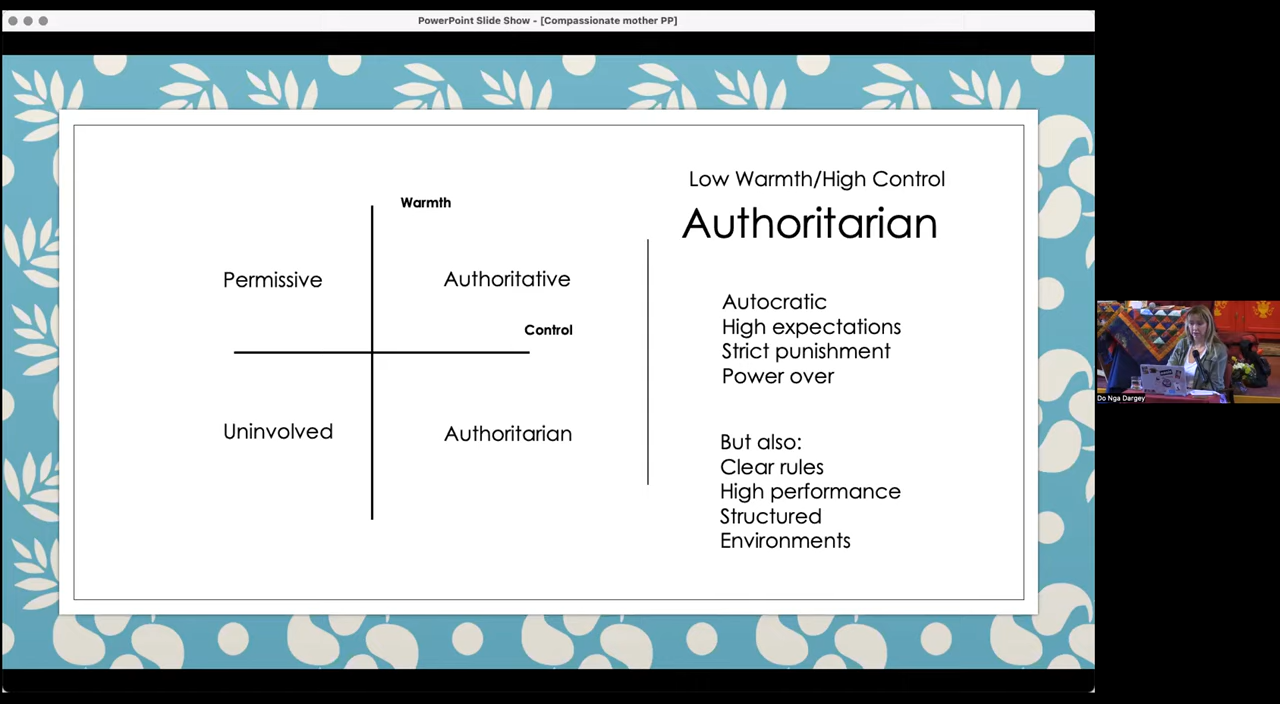 PowerPoint Slide Show - [Compassionate mother PP]
Warmth
Permissive
Authoritative
Control
Uninvolved
Authoritarian
Low Warmth/High Control
Authoritarian
Autocratic
High expectations
Strict punishment
Power over
But also:
Clear rules
High performance
Structured
Environments
Do Nga Dargey